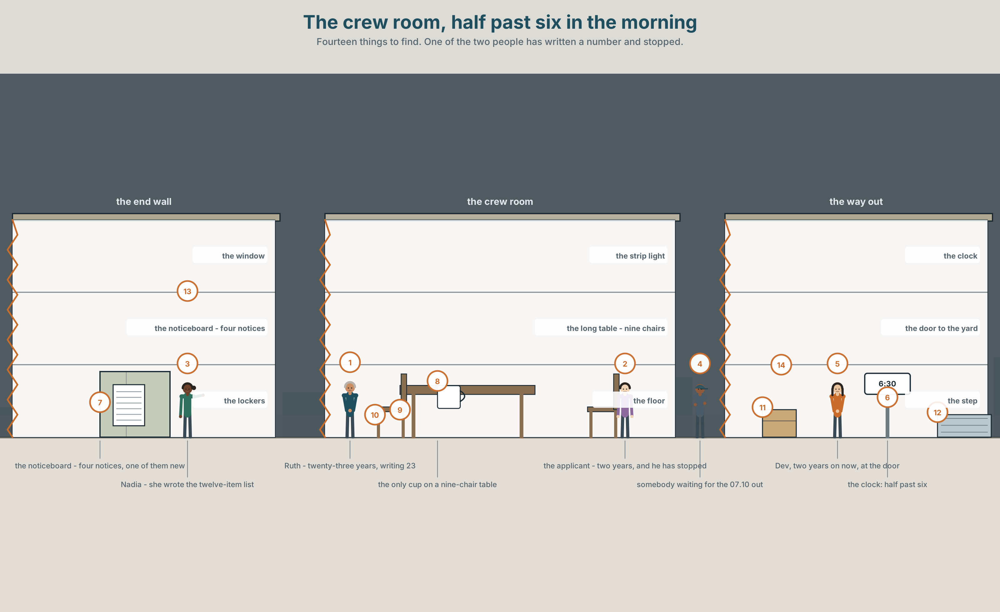 The crew room, half past six in the morning
Fourteen things to find. One of the two people has written a number and stopped.
the end wall
the crew room
the way out
the window
the strip light
the clock
13
the noticeboard - four notices
the long table - nine chairs
the door to the yard
3
1
2
4
14
5
8
6:30
7
the lockers
the floor
6
the step
10
9
11
12
the noticeboard - four notices, one of them new
Ruth - twenty-three years, writing 23
the applicant - two years, and he has stopped
Dev, two years on now, at the door
Nadia - she wrote the twelve-item list
the only cup on a nine-chair table
somebody waiting for the 07.10 out
the clock: half past six